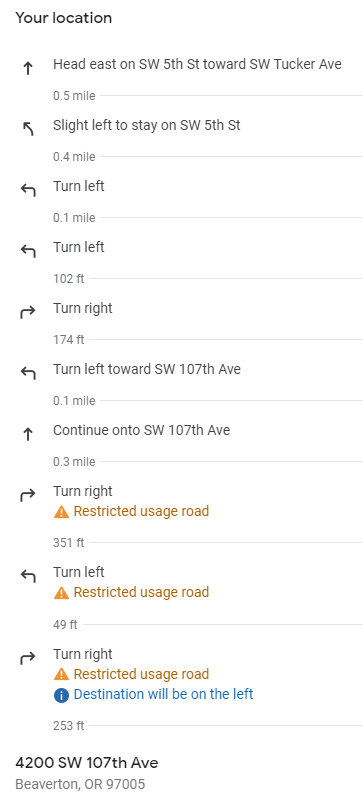 Your location
Head east on SW 5th St toward SW Tucker Ave
0.5 mile
Slight left to stay on SW 5th St
0.4 mile
Turn left
0.1 mile
Turn left
102 ft
Turn right
174 ft
Turn left toward SW 107th Ave
0.1 mile
Continue onto SW 107th Ave
0.3 mile
Turn right
Restricted usage road
351 ft
Turn left
Restricted usage road
49 ft
Turn right
Restricted usage road
Destination will be on the left
253 ft
4200 SW 107th Ave
Beaverton, OR 97005